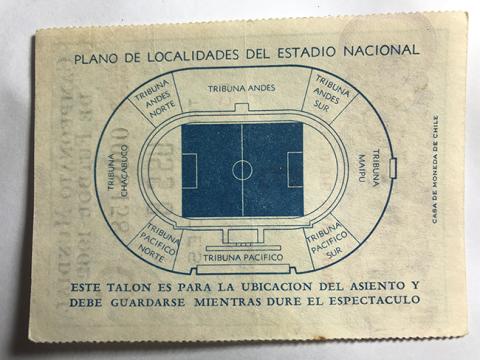 PLANO DE LOCALIDADES DEL ESTADIO NACIONAL
TRIBUNA
ANDES
NORTE
TRIBUNA ANDES
TRIBUNA
ANDES
SUR
TRIBUNA
CHACABUCO
TRIBUNA
MAIPU
TRIBUNA
PACIFICO
NORTE
TRIBUNA PACIFICO
TRIBUNA
PACIFICO
SUR
CASA DE MONEDA DE CHILE
ESTE TALON ES PARA LA UBICACION DEL ASIENTO Y
DEBE GUARDARSE MIENTRAS DURE EL ESPECTACULO